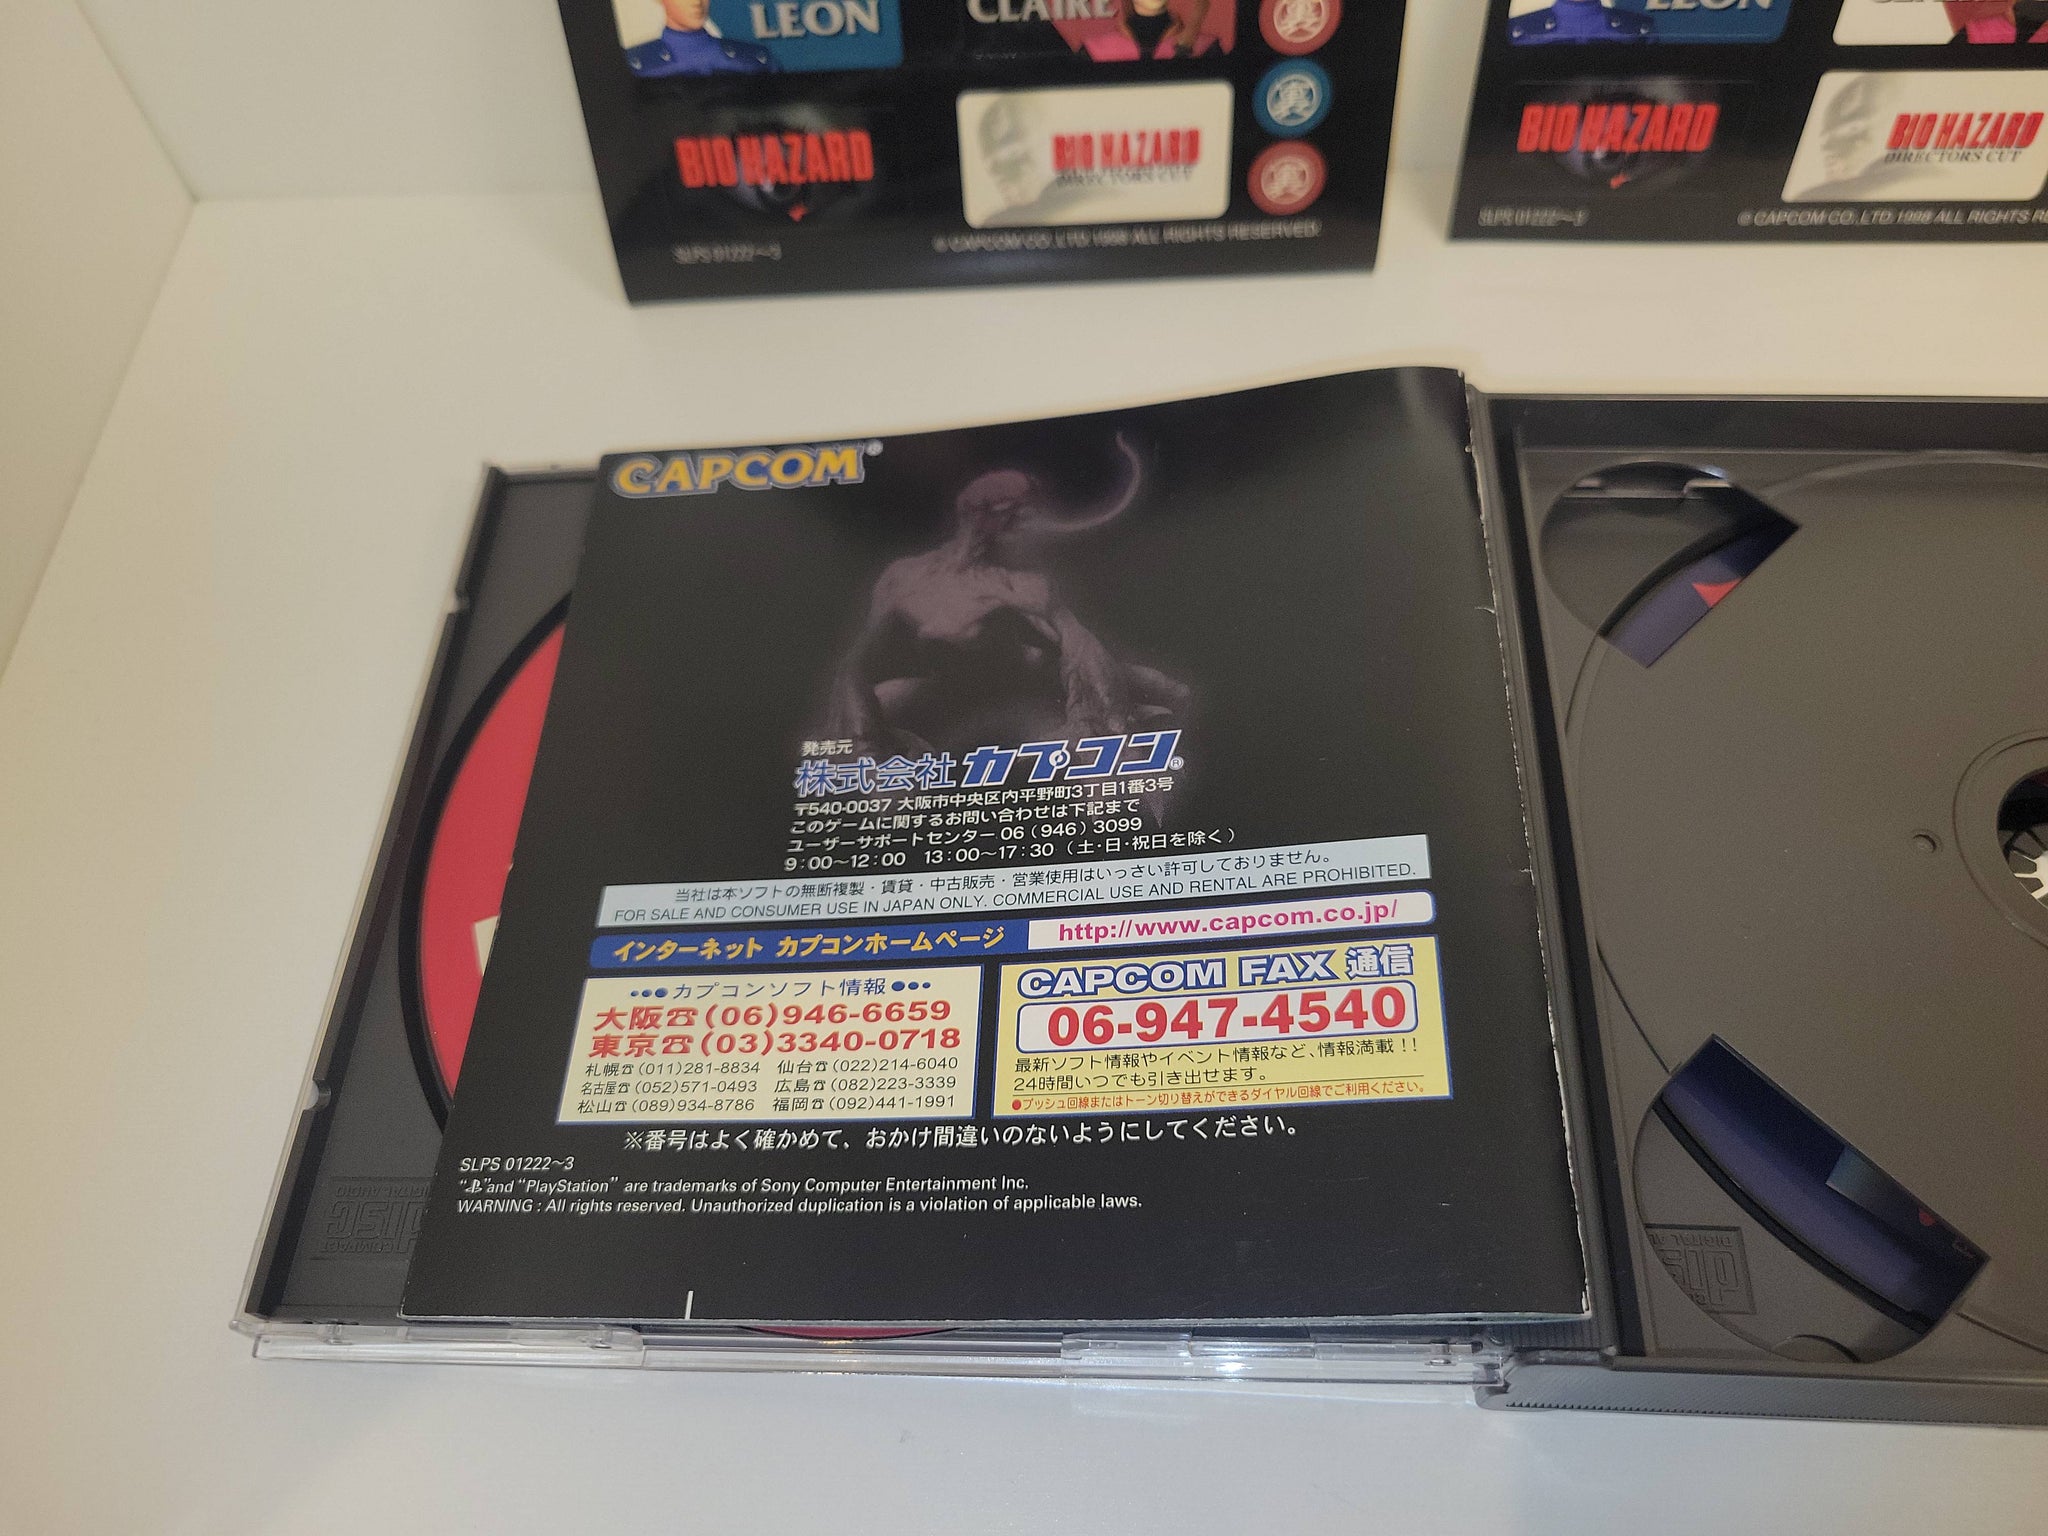 LEON
CLAIRE
裏
BIO HAZARD
BIO HAZARD
DIRECTOR'S CUT
裏
裏
SLPS 01222〜3
© CAPCOM CO., LTD. 1998 ALL RIGHTS RESERVED.
LEON
BIO HAZARD
BIO HAZARD
DIRECTOR'S CUT
SLPS 01222〜3
© CAPCOM CO., LTD. 1998 ALL RIGHTS
CAPCOM®
発売元
株式会社カプコン®
〒540-0037 大阪市中央区内平野町3丁目1番3号
このゲームに関するお問い合わせは下記まで
ユーザーサポートセンター 06(946)3099
9:00〜12:00 13:00〜17:30(土・日・祝日を除く)
当社は本ソフトの無断複製・賃貸・中古販売・営業使用はいっさい許可しておりません。
FOR SALE AND CONSUMER USE IN JAPAN ONLY. COMMERCIAL USE AND RENTAL ARE PROHIBITED.
インターネット カプコンホームページ http://www.capcom.co.jp/
カプコンソフト情報
大阪☎(06)946-6659
東京☎(03)3340-0718
札幌☎(011)281-8834 仙台☎(022)214-6040
名古屋☎(052)571-0493 広島☎(082)223-3339
松山☎(089)934-8786 福岡☎(092)441-1991
CAPCOM FAX 通信
06-947-4540
最新ソフト情報やイベント情報など、情報満載!!
24時間いつでも引き出せます。
●プッシュ回線またはトーン切り替えができるダイヤル回線でご利用ください。
※番号はよく確かめて、おかけ間違いのないようにしてください。
SLPS 01222〜3
"PS" and "PlayStation" are trademarks of Sony Computer Entertainment Inc.
WARNING : All rights reserved. Unauthorized duplication is a violation of applicable laws.
COMPACT
DISC
DIGITAL AUDIO